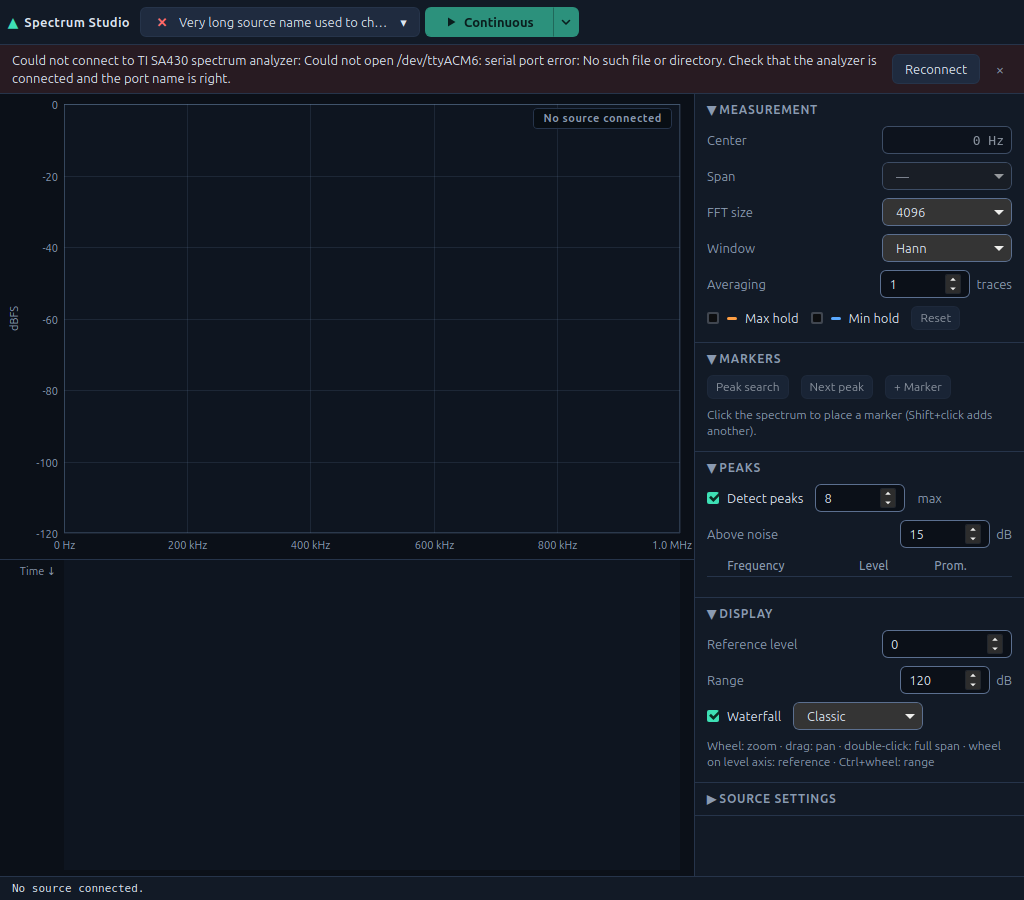 Spectrum Studio
Very long source name used to ch…
Continuous
Could not connect to TI SA430 spectrum analyzer: Could not open /dev/ttyACM6: serial port error: No such file or directory. Check that the analyzer is
connected and the port name is right.
Reconnect
×
No source connected
0
-20
-40
-60
-80
-100
-120
dBFS
0 Hz
200 kHz
400 kHz
600 kHz
800 kHz
1.0 MHz
Time ↓
▼ MEASUREMENT
Center
0 Hz
Span
—
FFT size
4096
Window
Hann
Averaging
1
traces
Max hold
Min hold
Reset
▼ MARKERS
Peak search
Next peak
+ Marker
Click the spectrum to place a marker (Shift+click adds
another).
▼ PEAKS
Detect peaks
8
max
Above noise
15
dB
Frequency
Level
Prom.
▼ DISPLAY
Reference level
0
Range
120
dB
Waterfall
Classic
Wheel: zoom · drag: pan · double-click: full span · wheel
on level axis: reference · Ctrl+wheel: range
▶ SOURCE SETTINGS
No source connected.